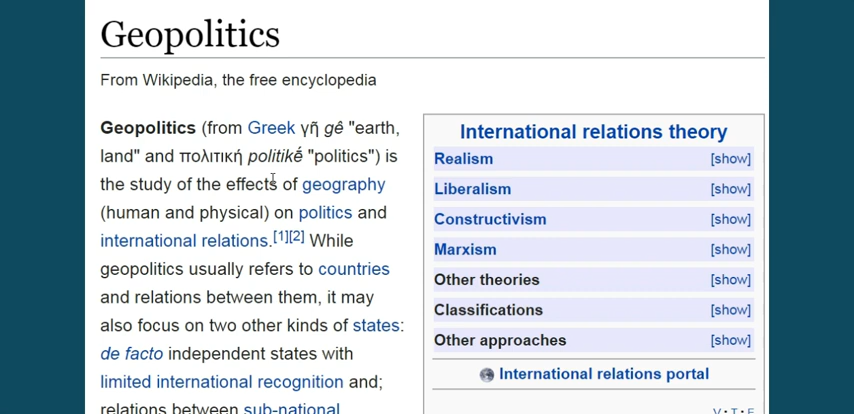 Geopolitics
From Wikipedia, the free encyclopedia
Geopolitics (from Greek γῆ gê "earth,
land" and πολιτική politikḗ "politics") is
the study of the effects of geography
(human and physical) on politics and
international relations.[1][2] While
geopolitics usually refers to countries
and relations between them, it may
also focus on two other kinds of states:
de facto independent states with
limited international recognition and;
relations between sub-national
International relations theory
Realism [show]
Liberalism [show]
Constructivism [show]
Marxism [show]
Other theories [show]
Classifications [show]
Other approaches [show]
International relations portal
V · T · E